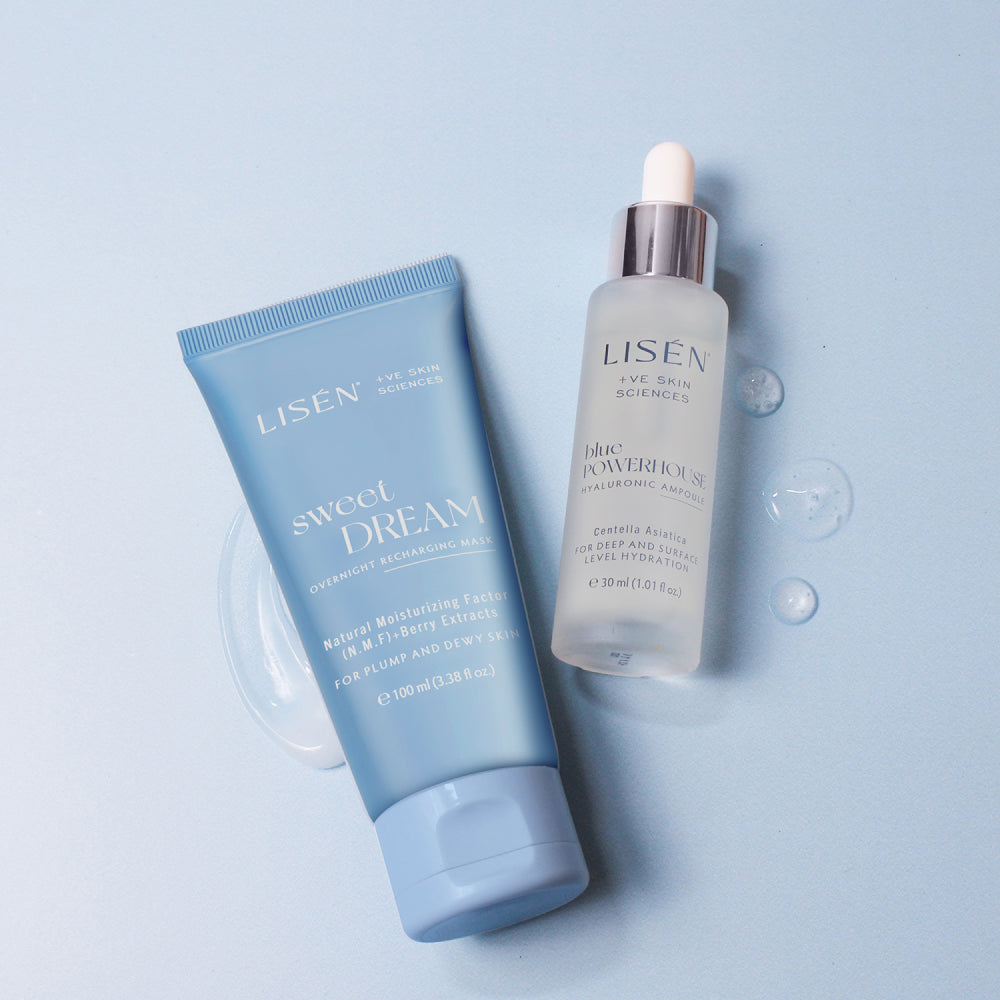 LISÉN® +VE SKIN
SCIENCES
sweet
DREAM
OVERNIGHT RECHARGING MASK
Natural Moisturizing Factor
(N.M.F)+Berry Extracts
FOR PLUMP AND DEWY SKIN
℮ 100 ml (3.38 fl oz.)
LISÉN®
+VE SKIN
SCIENCES
blue
POWERHOUSE
HYALURONIC AMPOULE
Centella Asiatica
FOR DEEP AND SURFACE
LEVEL HYDRATION
℮ 30 ml (1.01 fl oz.)